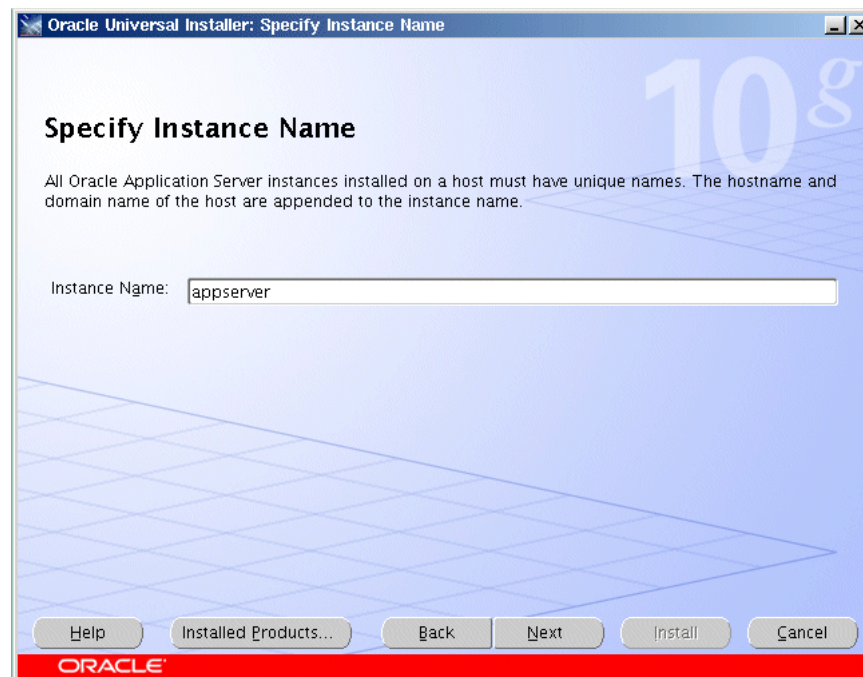 Oracle Universal Installer: Specify Instance Name
10g
Specify Instance Name
All Oracle Application Server instances installed on a host must have unique names. The hostname and
domain name of the host are appended to the instance name.
Instance Name: appserver
Help Installed Products... Back Next Install Cancel
ORACLE